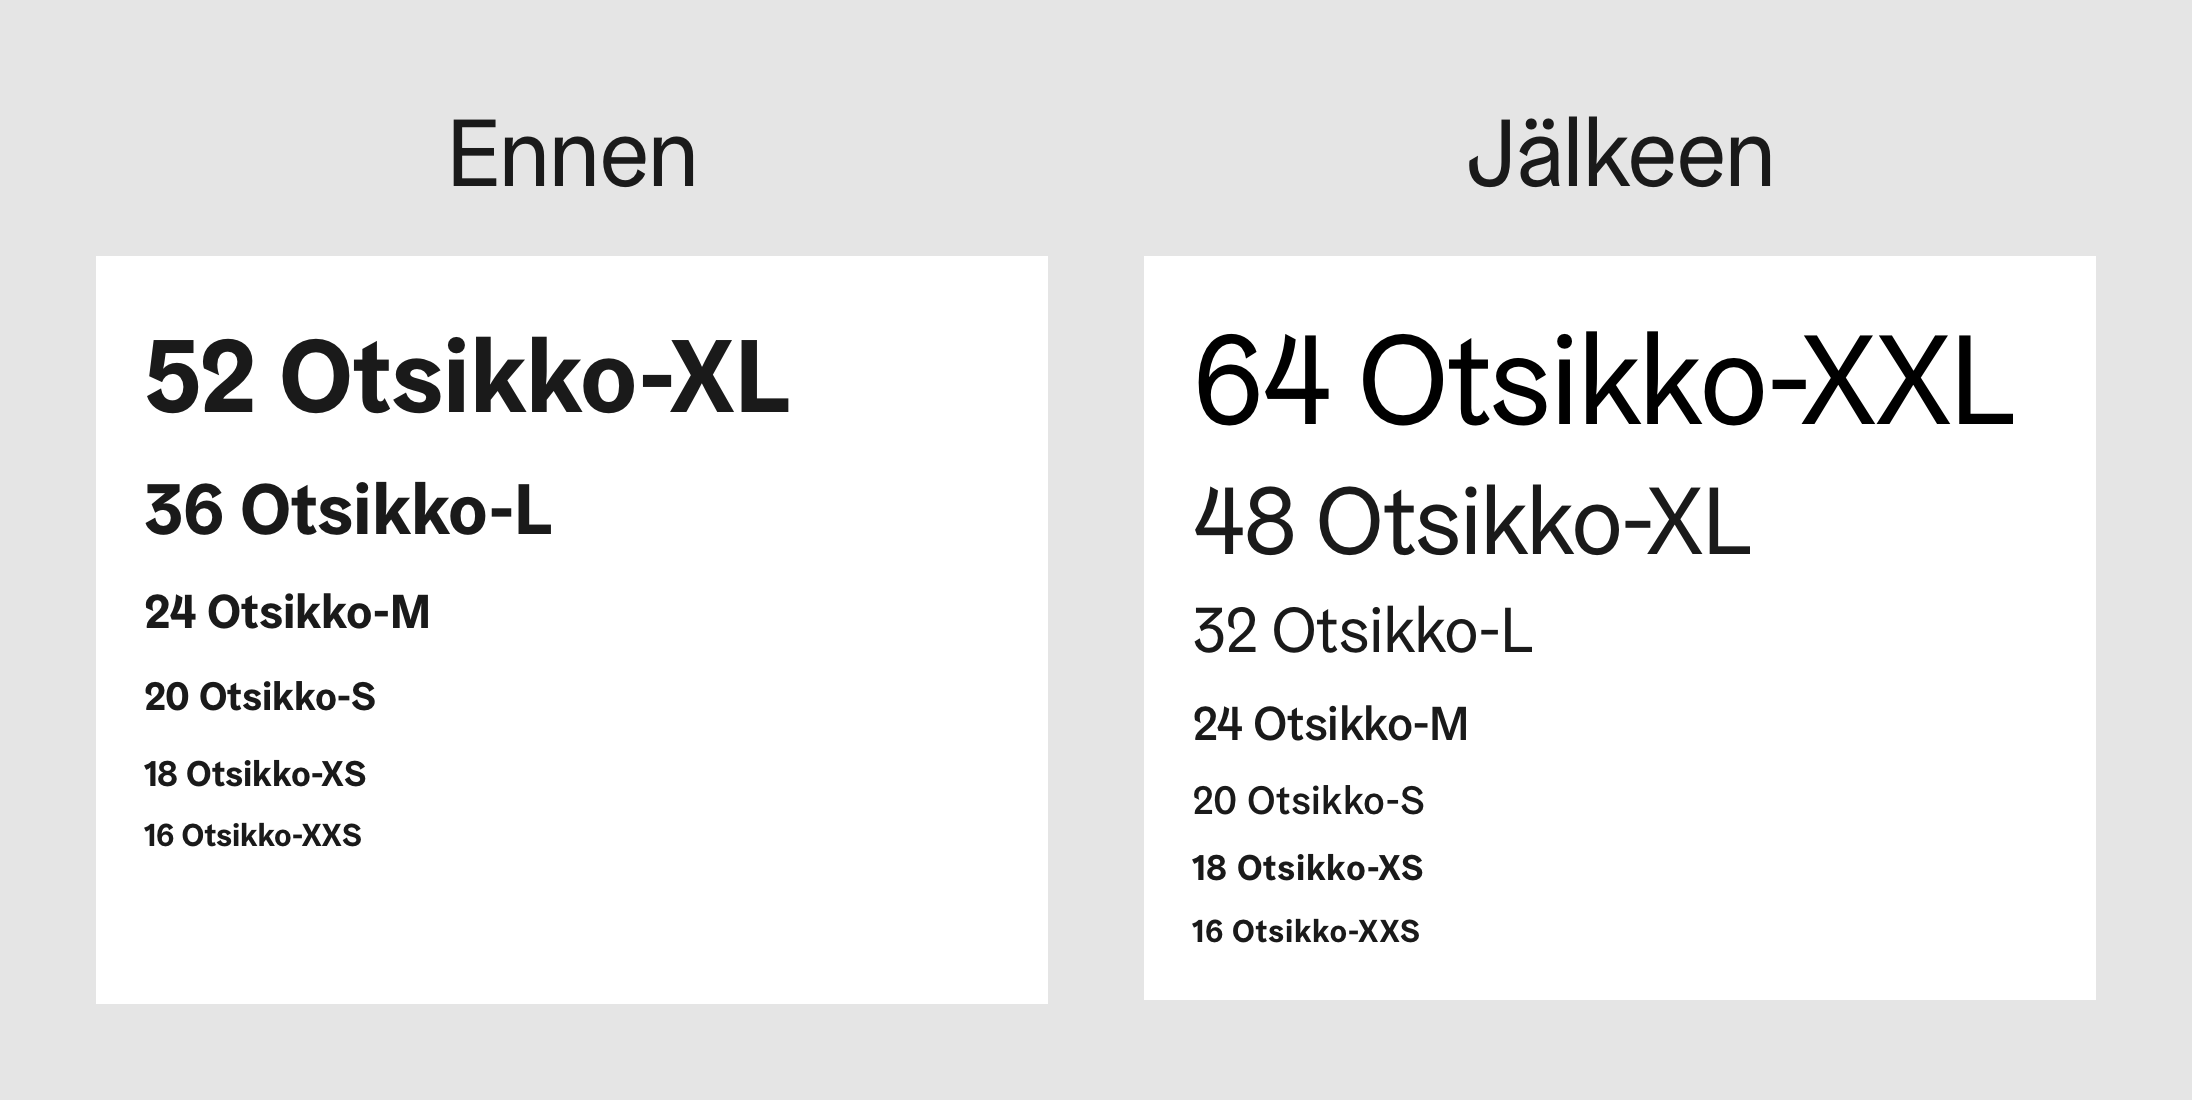 Ennen
52 Otsikko-XL
36 Otsikko-L
24 Otsikko-M
20 Otsikko-S
18 Otsikko-XS
16 Otsikko-XXS
Jälkeen
64 Otsikko-XXL
48 Otsikko-XL
32 Otsikko-L
24 Otsikko-M
20 Otsikko-S
18 Otsikko-XS
16 Otsikko-XXS